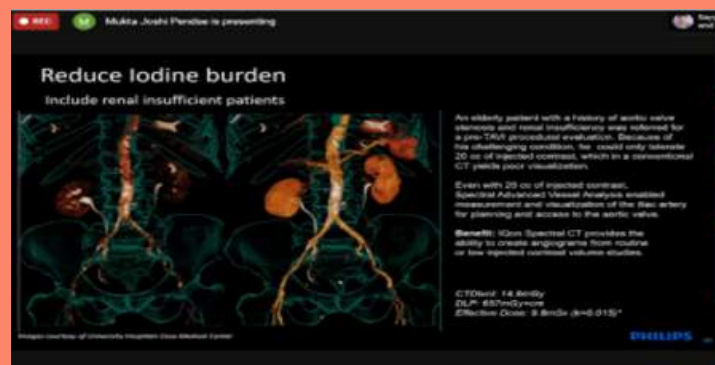 REC
M
Mukta Joshi Pendse is presenting
and
Reduce Iodine burden
Include renal insufficient patients
An elderly patient with a history of aortic valve
stenosis and renal insufficiency was referred for
a pre-TAVI procedural evaluation. Because of
his challenging condition, he could only tolerate
20 cc of injected contrast, which in a conventional
CT yields poor visualization.
Even with 20 cc of injected contrast,
Spectral Advanced Vessel Analysis enabled
measurement and visualization of the iliac artery
for planning and access to the aortic valve.
Benefit: IQon Spectral CT provides the
ability to create angiograms from routine
or low injected contrast volume studies.
CTDIvol: 14.9mGy
DLP: 657mGy×cm
Effective Dose: 9.8mSv (k=0.015)*
Images courtesy of University Hospitals Case Medical Center
PHILIPS